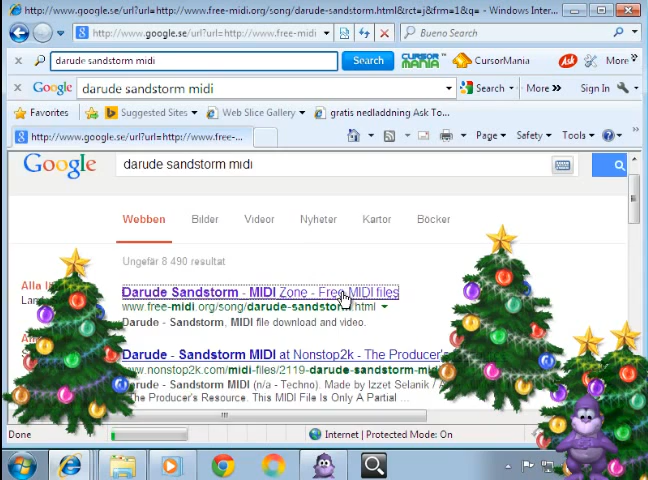 http://www.google.se/url?url=http://www.free-midi.org/song/darude-sandstorm.html&rct=j&frm=1&q= - Windows Inter...
http://www.google.se/url?url=http://www.free-mid
Bueno Search
darude sandstorm midi
Search
CURSOR MANIA
CursorMania
Ask
More
Google
darude sandstorm midi
Search
More
Sign In
Favorites
Suggested Sites
Web Slice Gallery
gratis nedladdning Ask To...
http://www.google.se/url?url=http://www.free-...
Page
Safety
Tools
Google
darude sandstorm midi
Webben
Bilder
Videor
Nyheter
Kartor
Böcker
Ungefär 8 490 resultat
Alla
Darude Sandstorm - MIDI Zone - Free MIDI files
www.free-midi.org/song/darude-sandstorm.html
Darude - Sandstorm, MIDI file download and video.
Darude - Sandstorm MIDI at Nonstop2k - The Producer's
www.nonstop2k.com/midi-files/2119-darude-sandstorm-mid
Darude - Sandstorm MIDI (n/a - Techno). Made by Izzet Selanik / A
The Producer's Resource. This MIDI File Is Only A Partial ...
Done
Internet | Protected Mode: On